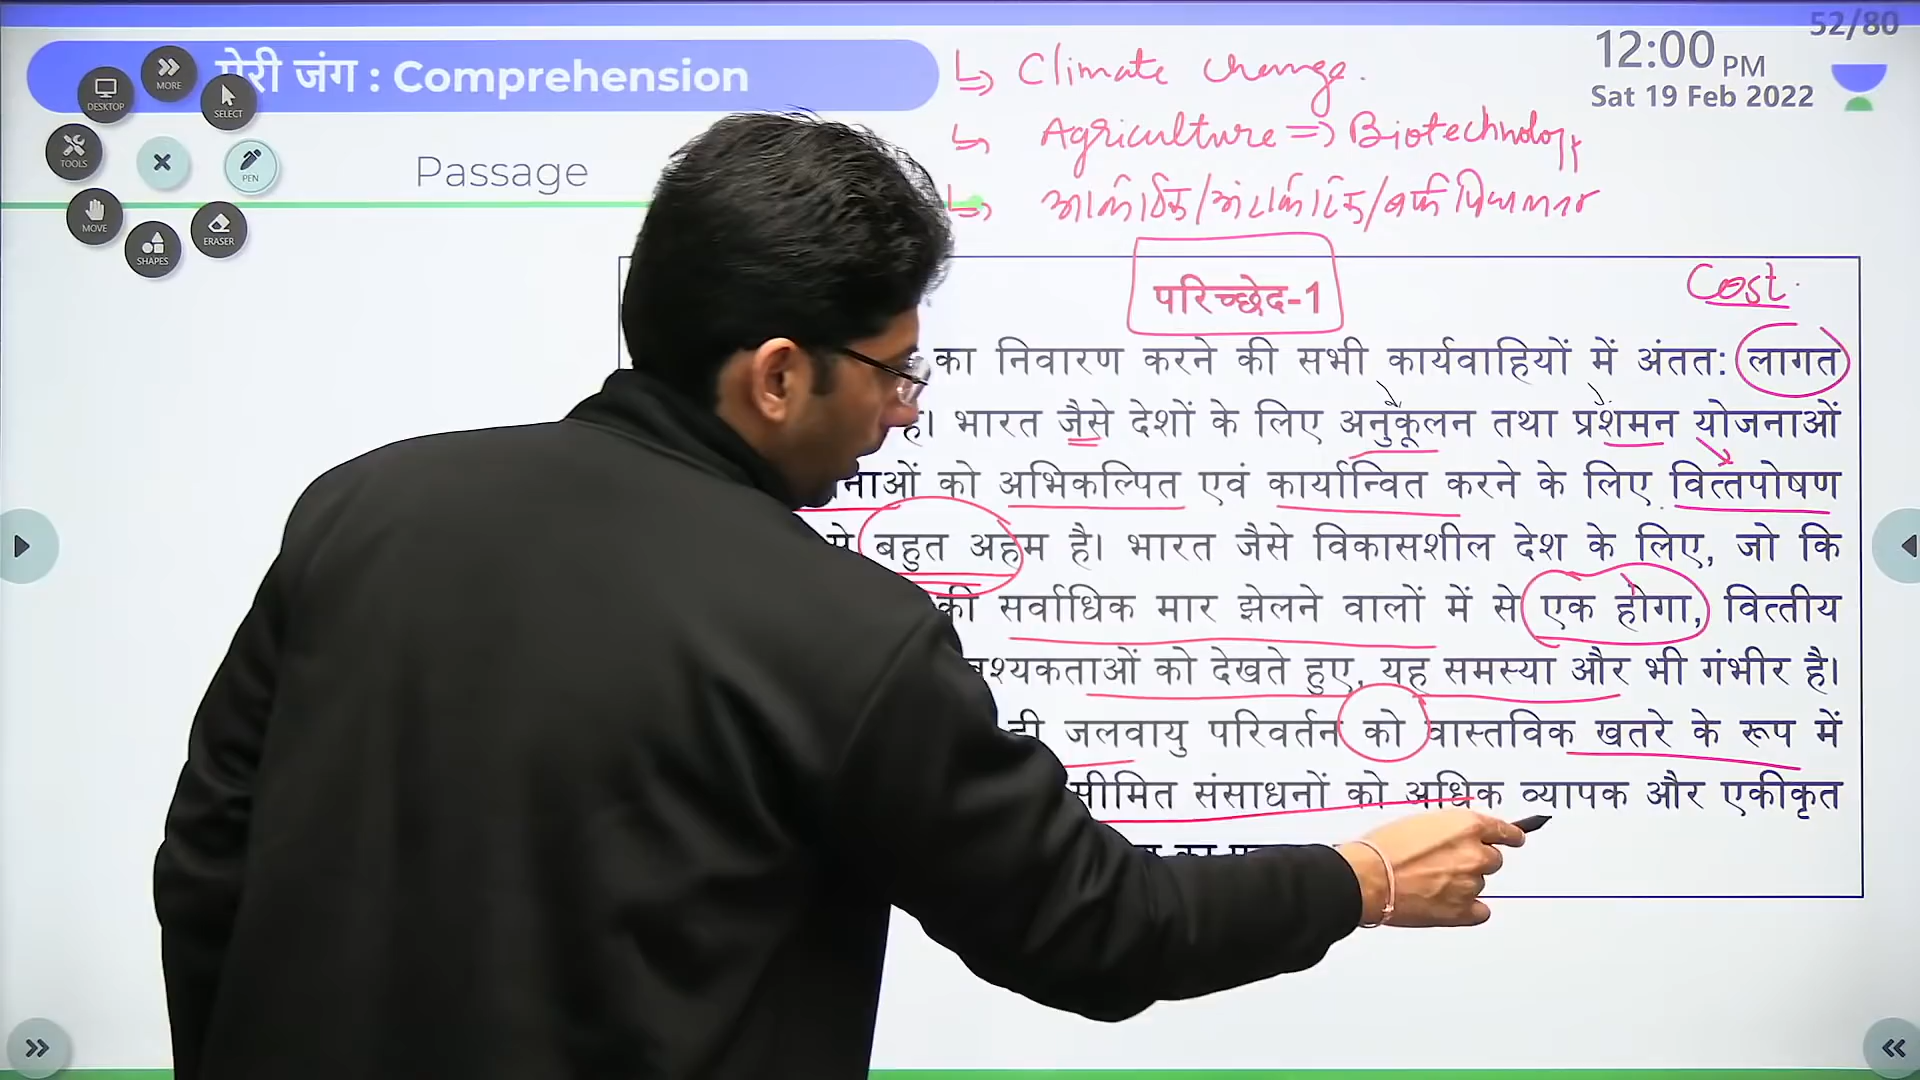 52/80
12:00 PM
Sat 19 Feb 2022
मेरी जंग : Comprehension
MORE
DESKTOP
SELECT
TOOLS
PEN
MOVE
ERASER
SHAPES
Passage
Climate change.
Agriculture => Biotechnology
परिच्छेद-1
Cost.
का निवारण करने की सभी कार्यवाहियों में अंतत: लागत
है। भारत जैसे देशों के लिए अनुकूलन तथा प्रशमन योजनाओं
को अभिकल्पित एवं कार्यान्वित करने के लिए वित्तपोषण
बहुत अहम है। भारत जैसे विकासशील देश के लिए, जो कि
की सर्वाधिक मार झेलने वालों में से एक होगा, वित्तीय
को देखते हुए, यह समस्या और भी गंभीर है।
जलवायु परिवर्तन को वास्तविक खतरे के रूप में
सीमित संसाधनों को अधिक व्यापक और एकीकृत